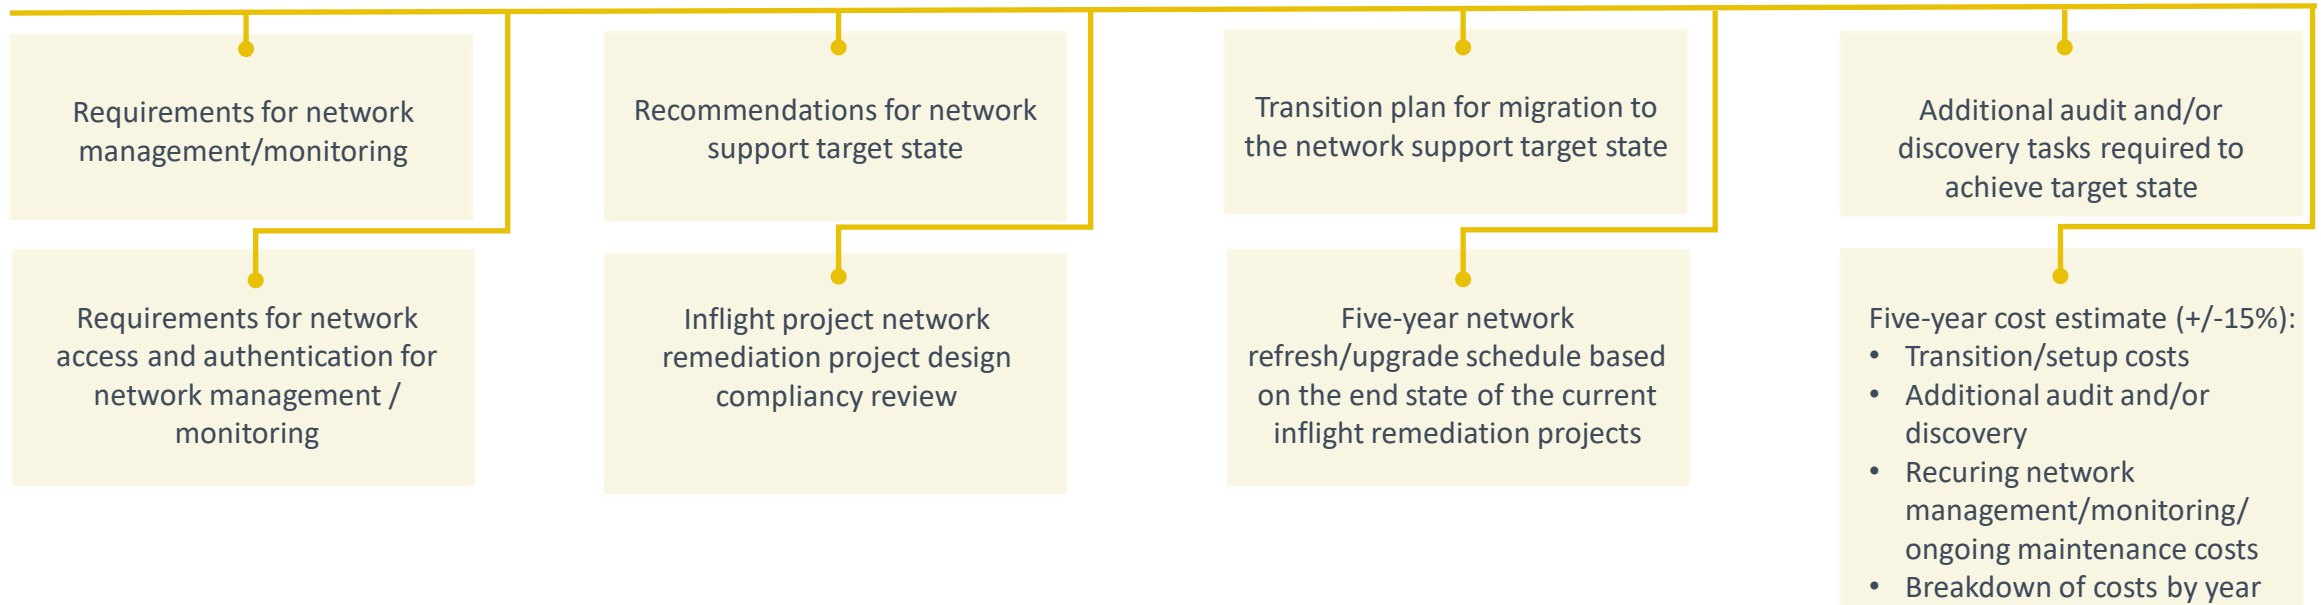 Requirements for network
management/monitoring
Recommendations for network
support target state
Transition plan for migration to
the network support target state
Additional audit and/or
discovery tasks required to
achieve target state
Requirements for network
access and authentication for
network management /
monitoring
Inflight project network
remediation project design
compliancy review
Five-year network
refresh/upgrade schedule based
on the end state of the current
inflight remediation projects
Five-year cost estimate (+/-15%):
• Transition/setup costs
• Additional audit and/or
discovery
• Recuring network
management/monitoring/
ongoing maintenance costs
• Breakdown of costs by year